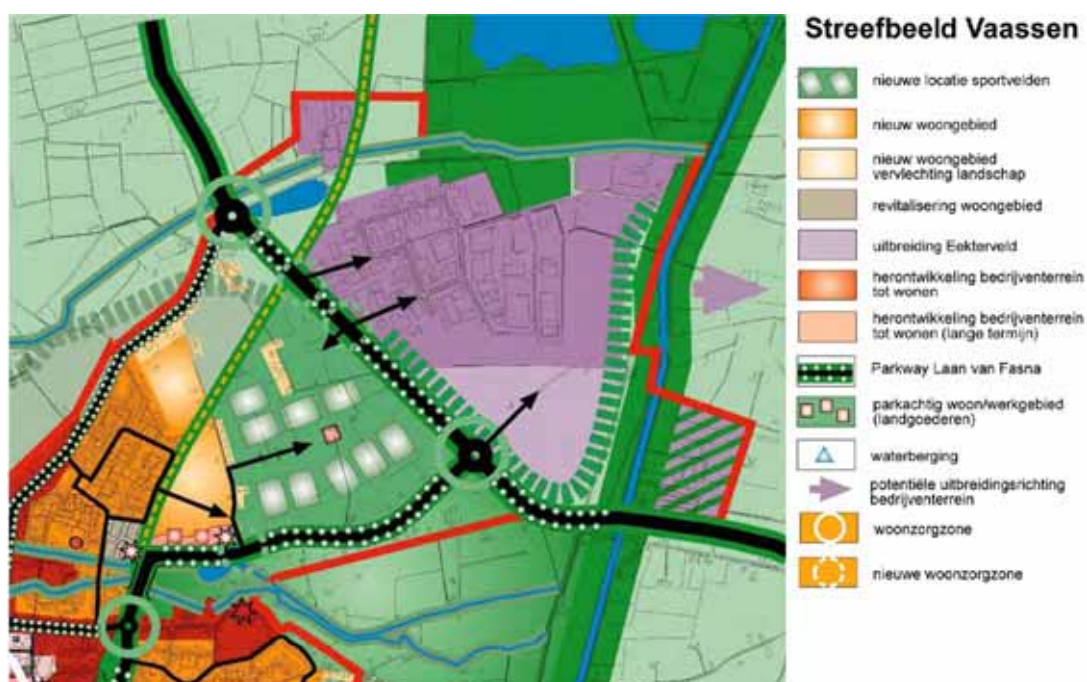 Streefbeeld Vaassen
nieuwe locatie sportvelden
nieuw woongebied
nieuw woongebied
vervlechting landschap
revitalisering woongebied
uitbreiding Eekterveld
herontwikkeling bedrijventerrein
tot wonen
herontwikkeling bedrijventerrein
tot wonen (lange termijn)
Parkway Laan van Fasna
parkachtig woon/werkgebied
(landgoederen)
waterberging
potentiële uitbreidingsrichting
bedrijventerrein
woonzorgzone
nieuwe woonzorgzone